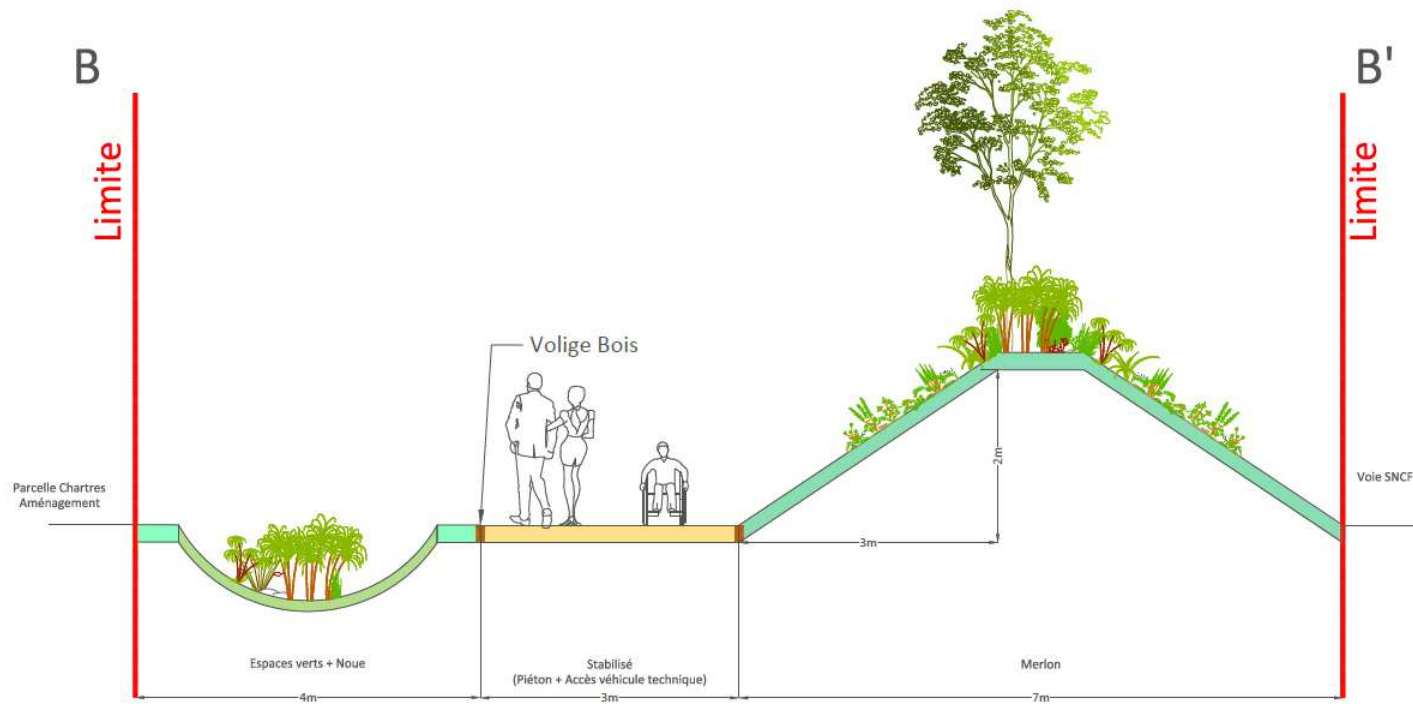 B
B'
Limite
Limite
Volige Bois
Parcelle Chartres
Aménagement
Voie SNCF
2m
3m
Espaces verts + Noue
Stabilisé
(Piéton + Accès véhicule technique)
Merlon
4m
3m
7m